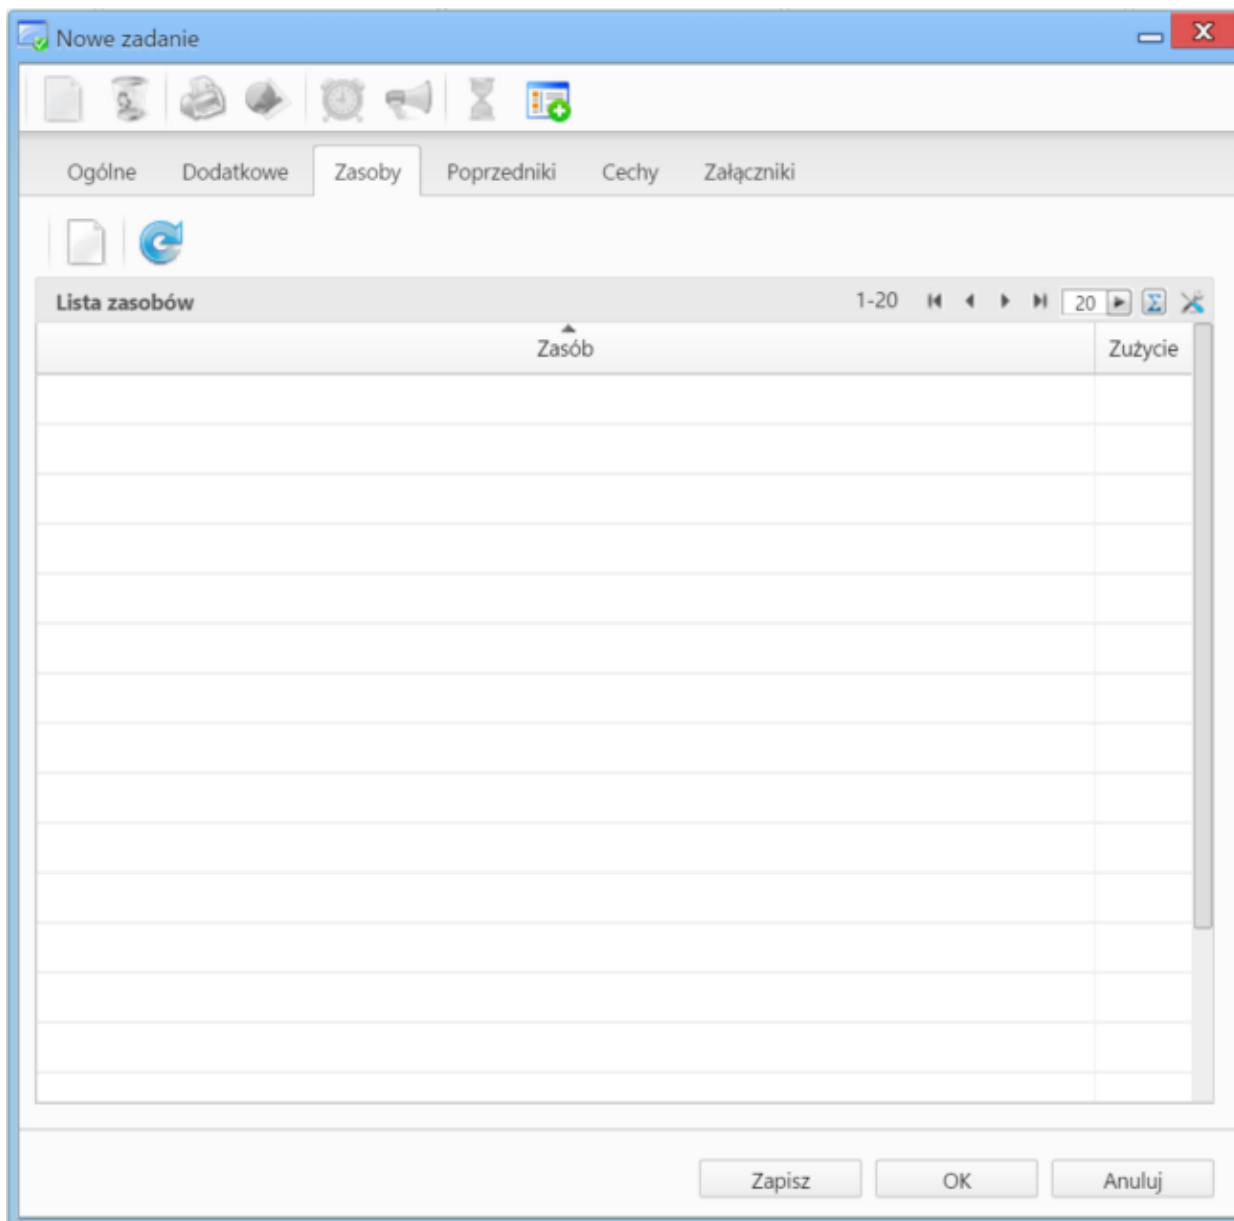 Nowe zadanie
Ogólne Dodatkowe Zasoby Poprzedniki Cechy Załączniki
Lista zasobów 1-20 20
Zasób Zużycie
Zapisz OK Anuluj